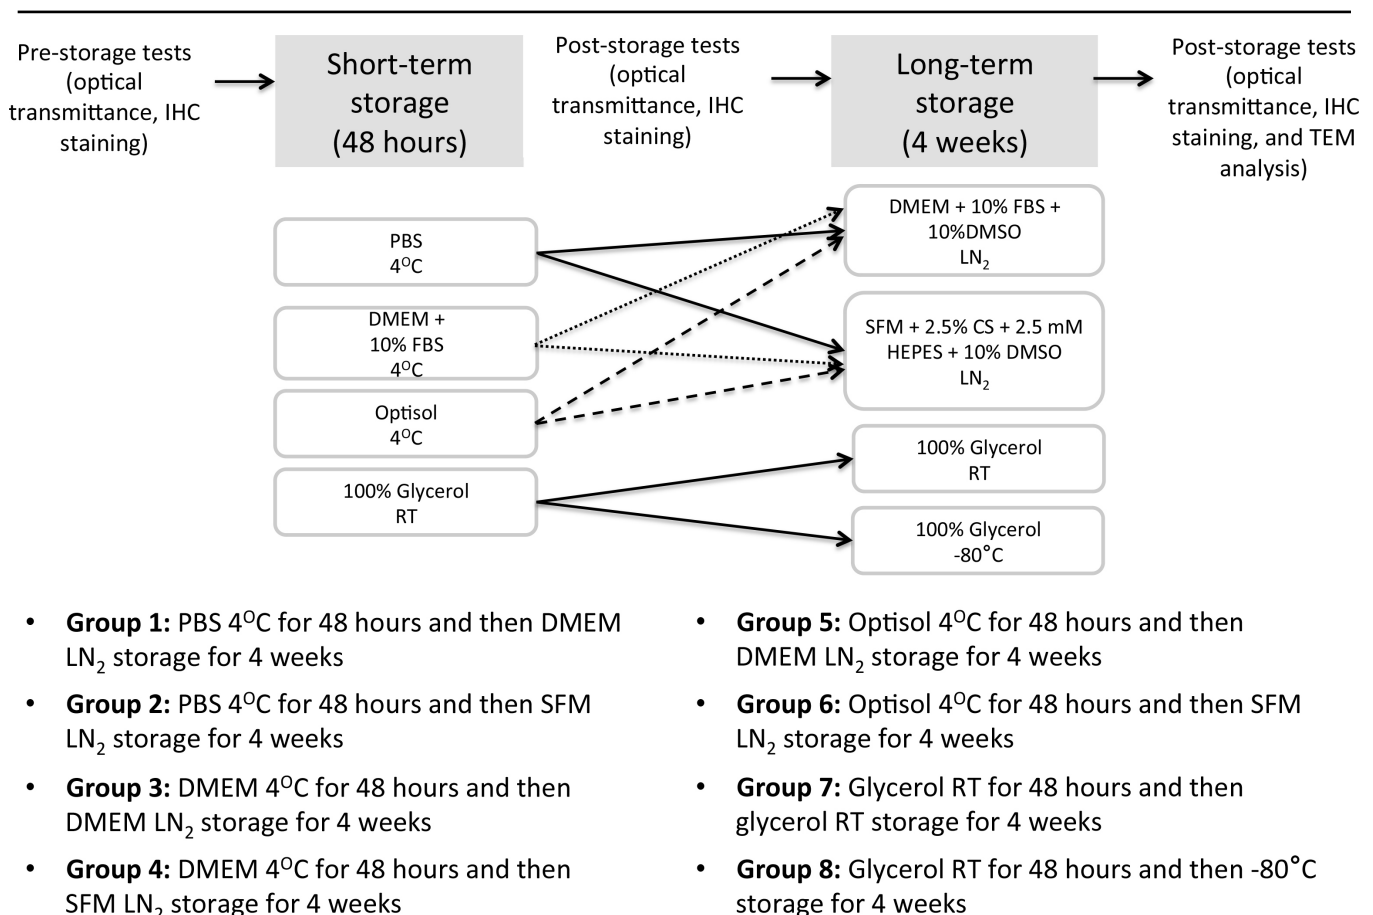 Pre-storage tests
(optical
transmittance, IHC
staining)
Short-term
storage
(48 hours)
Post-storage tests
(optical
transmittance, IHC
staining)
Long-term
storage
(4 weeks)
Post-storage tests
(optical
transmittance, IHC
staining, and TEM
analysis)
PBS
4⁰C
DMEM +
10% FBS
4⁰C
Optisol
4⁰C
100% Glycerol
RT
DMEM + 10% FBS +
10%DMSO
LN₂
SFM + 2.5% CS + 2.5 mM
HEPES + 10% DMSO
LN₂
100% Glycerol
RT
100% Glycerol
-80°C
• Group 1: PBS 4⁰C for 48 hours and then DMEM
LN₂ storage for 4 weeks
• Group 2: PBS 4⁰C for 48 hours and then SFM
LN₂ storage for 4 weeks
• Group 3: DMEM 4⁰C for 48 hours and then
DMEM LN₂ storage for 4 weeks
• Group 4: DMEM 4⁰C for 48 hours and then
SFM LN₂ storage for 4 weeks
• Group 5: Optisol 4⁰C for 48 hours and then
DMEM LN₂ storage for 4 weeks
• Group 6: Optisol 4⁰C for 48 hours and then SFM
LN₂ storage for 4 weeks
• Group 7: Glycerol RT for 48 hours and then
glycerol RT storage for 4 weeks
• Group 8: Glycerol RT for 48 hours and then -80°C
storage for 4 weeks